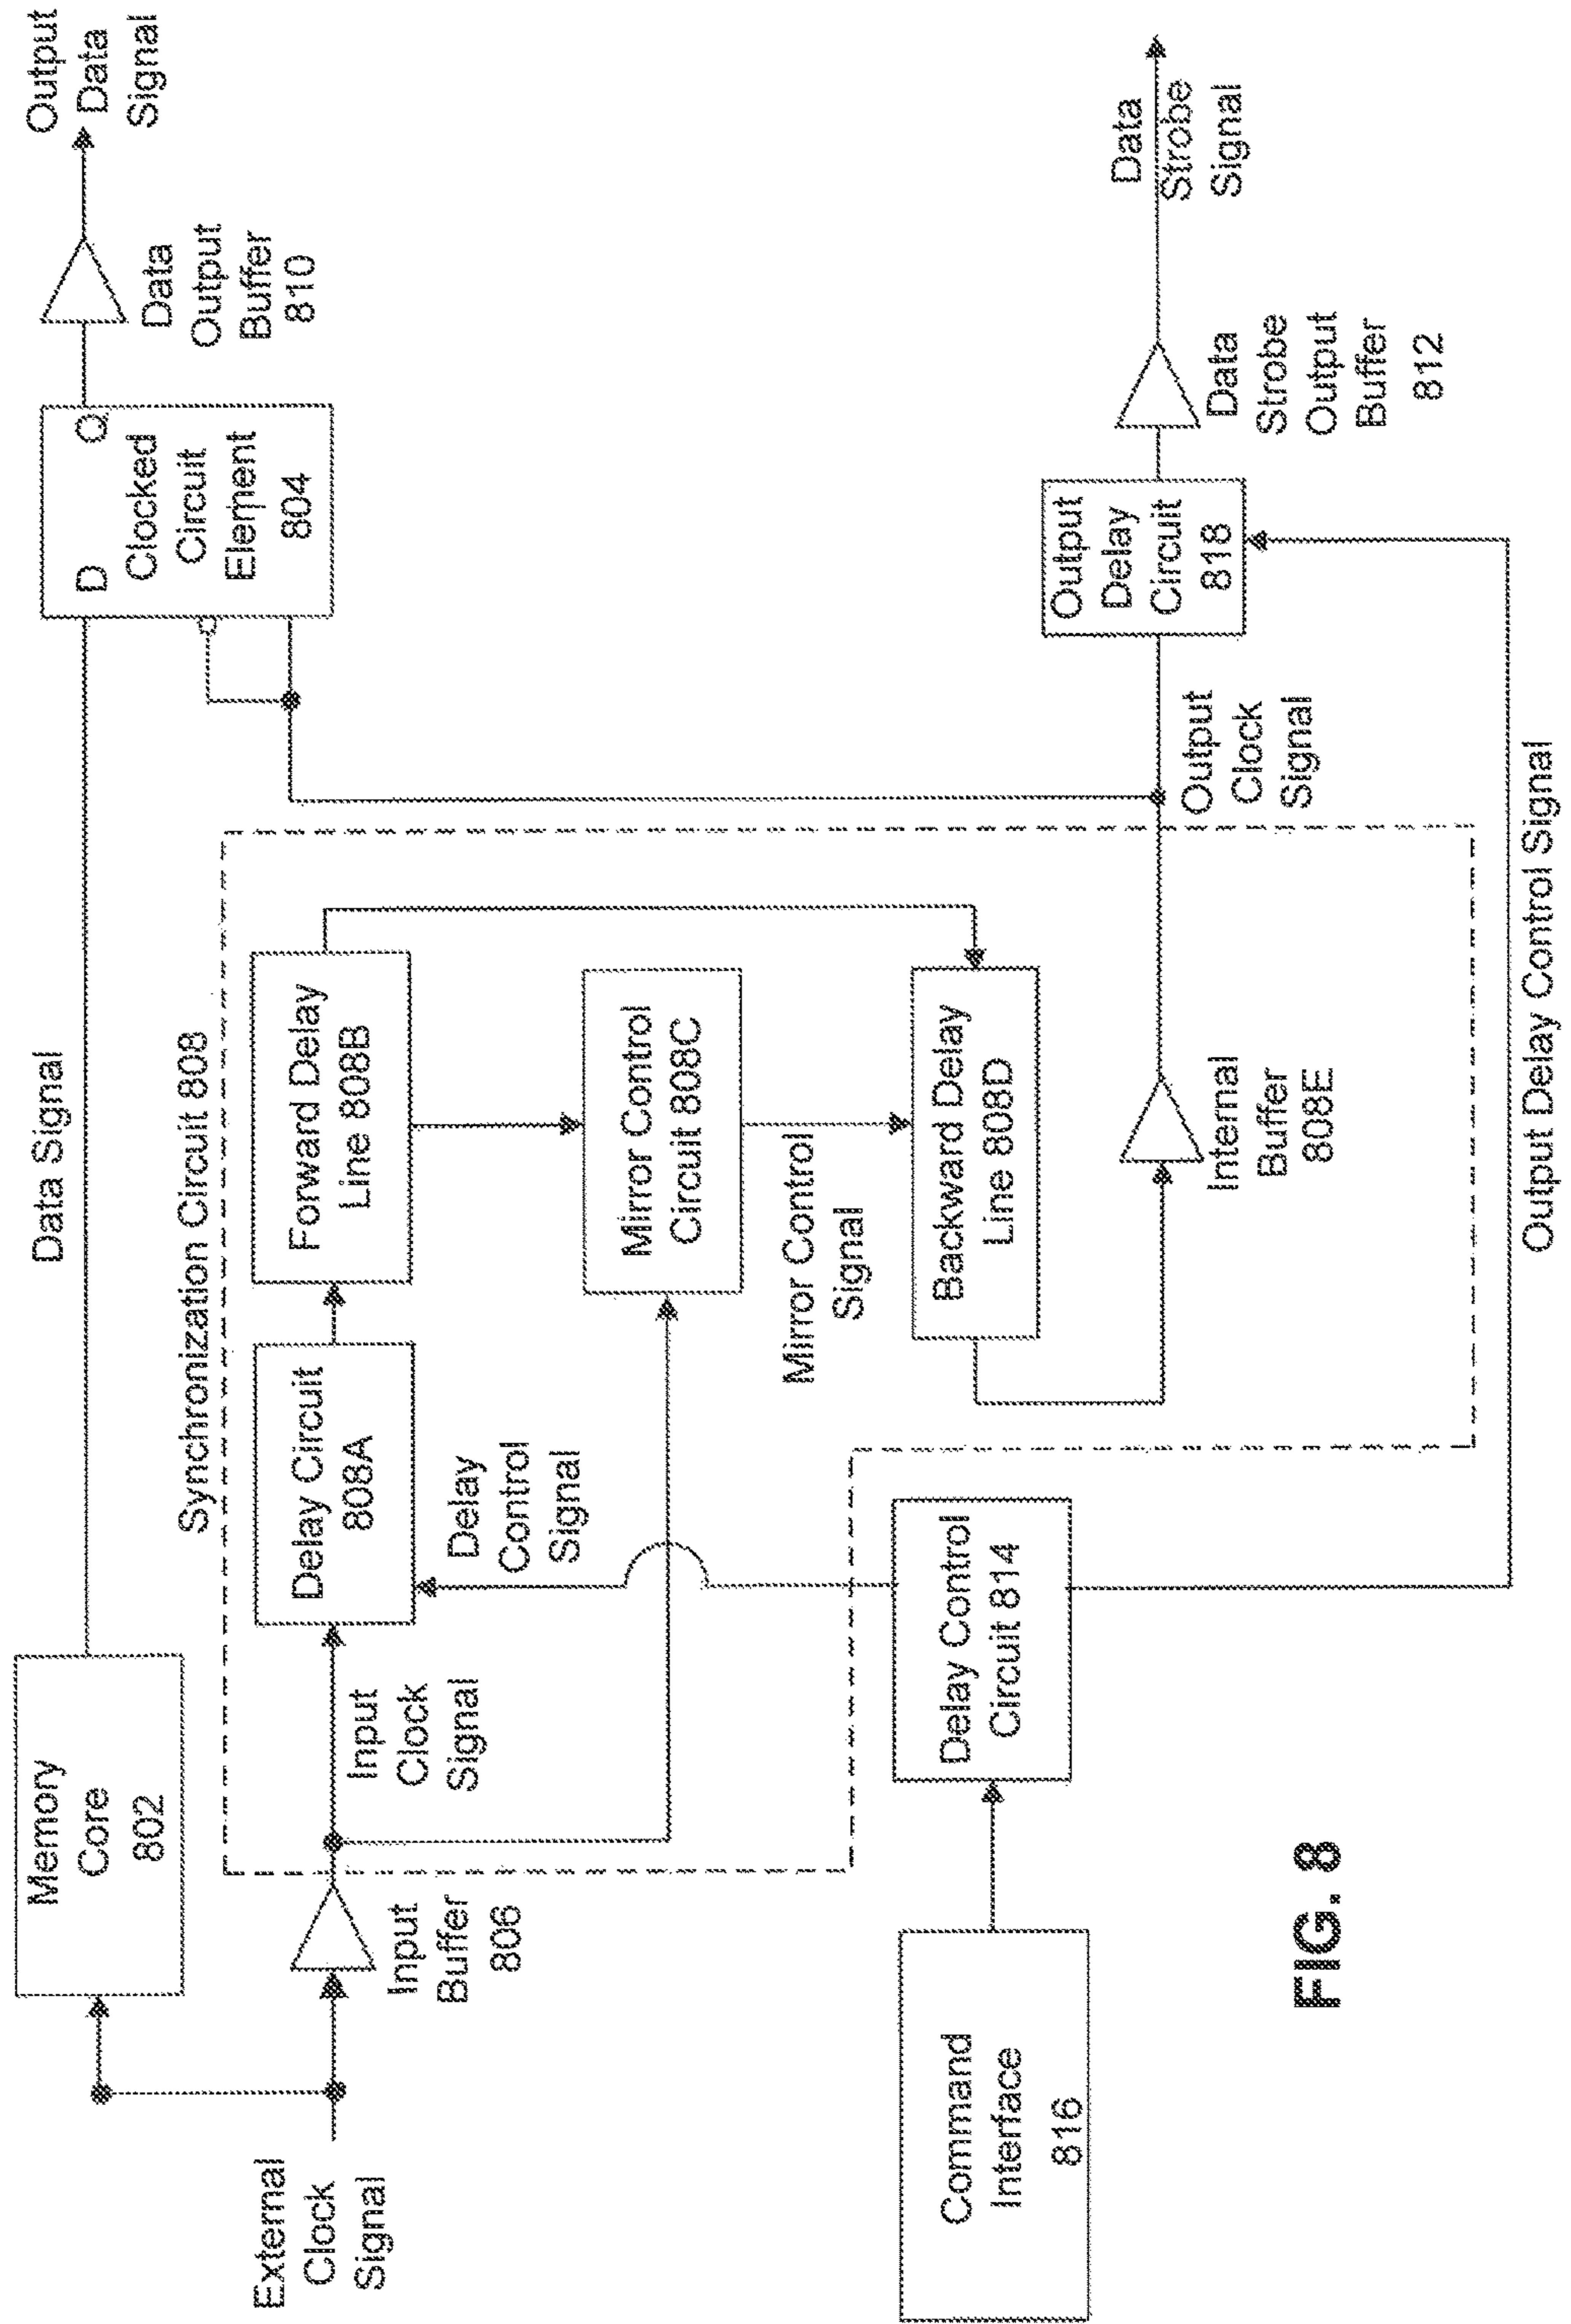 External
Clock
Signal
Memory
Core
802
Input
Buffer
806
Input
Clock
Signal
Data Signal
Synchronization Circuit 808
Delay Circuit
808A
Delay
Control
Signal
Forward Delay
Line 808B
Mirror Control
Circuit 808C
Mirror Control
Signal
Backward Delay
Line 808D
Internal
Buffer
808E
Command
Interface
816
Delay Control
Circuit 814
Output Delay Control Signal
Output
Clock
Signal
D Q
Clocked
Circuit
Element
804
Data
Output
Buffer
810
Output
Data
Signal
Output
Delay
Circuit
818
Data
Strobe
Output
Buffer
812
Data
Strobe
Signal
FIG. 8